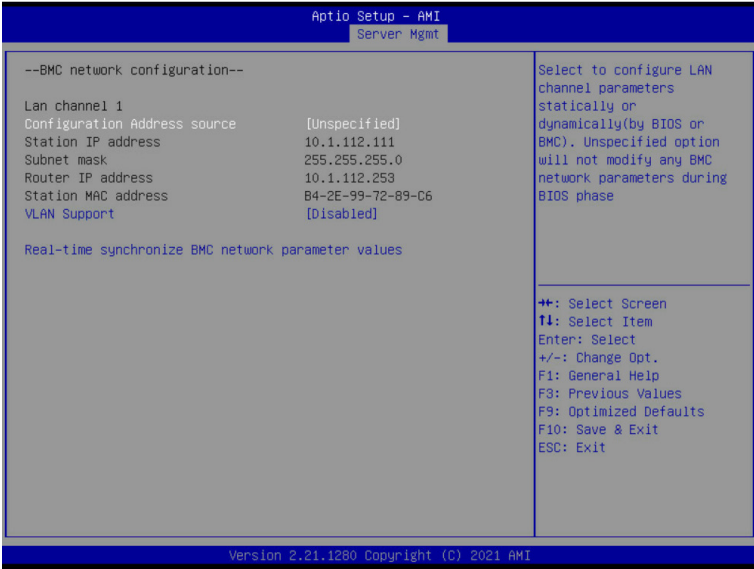 Aptio Setup – AMI
Server Mgmt
--BMC network configuration--
Lan channel 1
Configuration Address source [Unspecified]
Station IP address 10.1.112.111
Subnet mask 255.255.255.0
Router IP address 10.1.112.253
Station MAC address B4-2E-99-72-89-C6
VLAN Support [Disabled]
Real-time synchronize BMC network parameter values
Select to configure LAN
channel parameters
statically or
dynamically(by BIOS or
BMC). Unspecified option
will not modify any BMC
network parameters during
BIOS phase
→←: Select Screen
↑↓: Select Item
Enter: Select
+/-: Change Opt.
F1: General Help
F3: Previous Values
F9: Optimized Defaults
F10: Save & Exit
ESC: Exit
Version 2.21.1280 Copyright (C) 2021 AMI